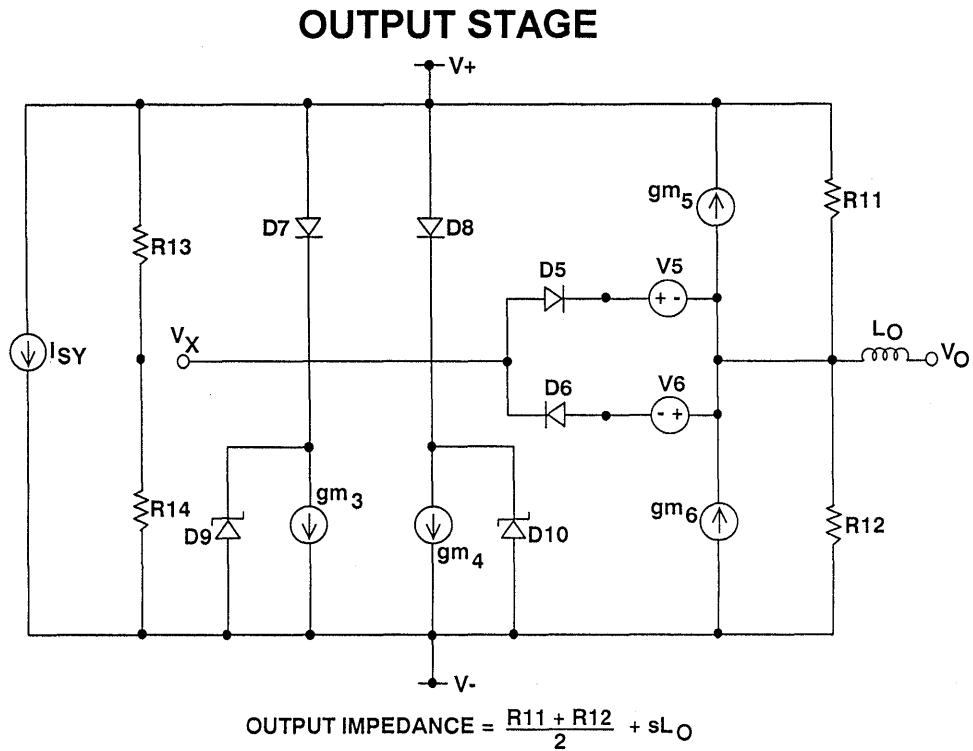 OUTPUT STAGE
V+
gm5
R11
D7
D8
R13
D5
V5
VX
LO
VO
ISY
D6
V6
gm3
R14
gm6
D9
gm4
D10
R12
V-
OUTPUT IMPEDANCE = R11 + R12 / 2 + sLO